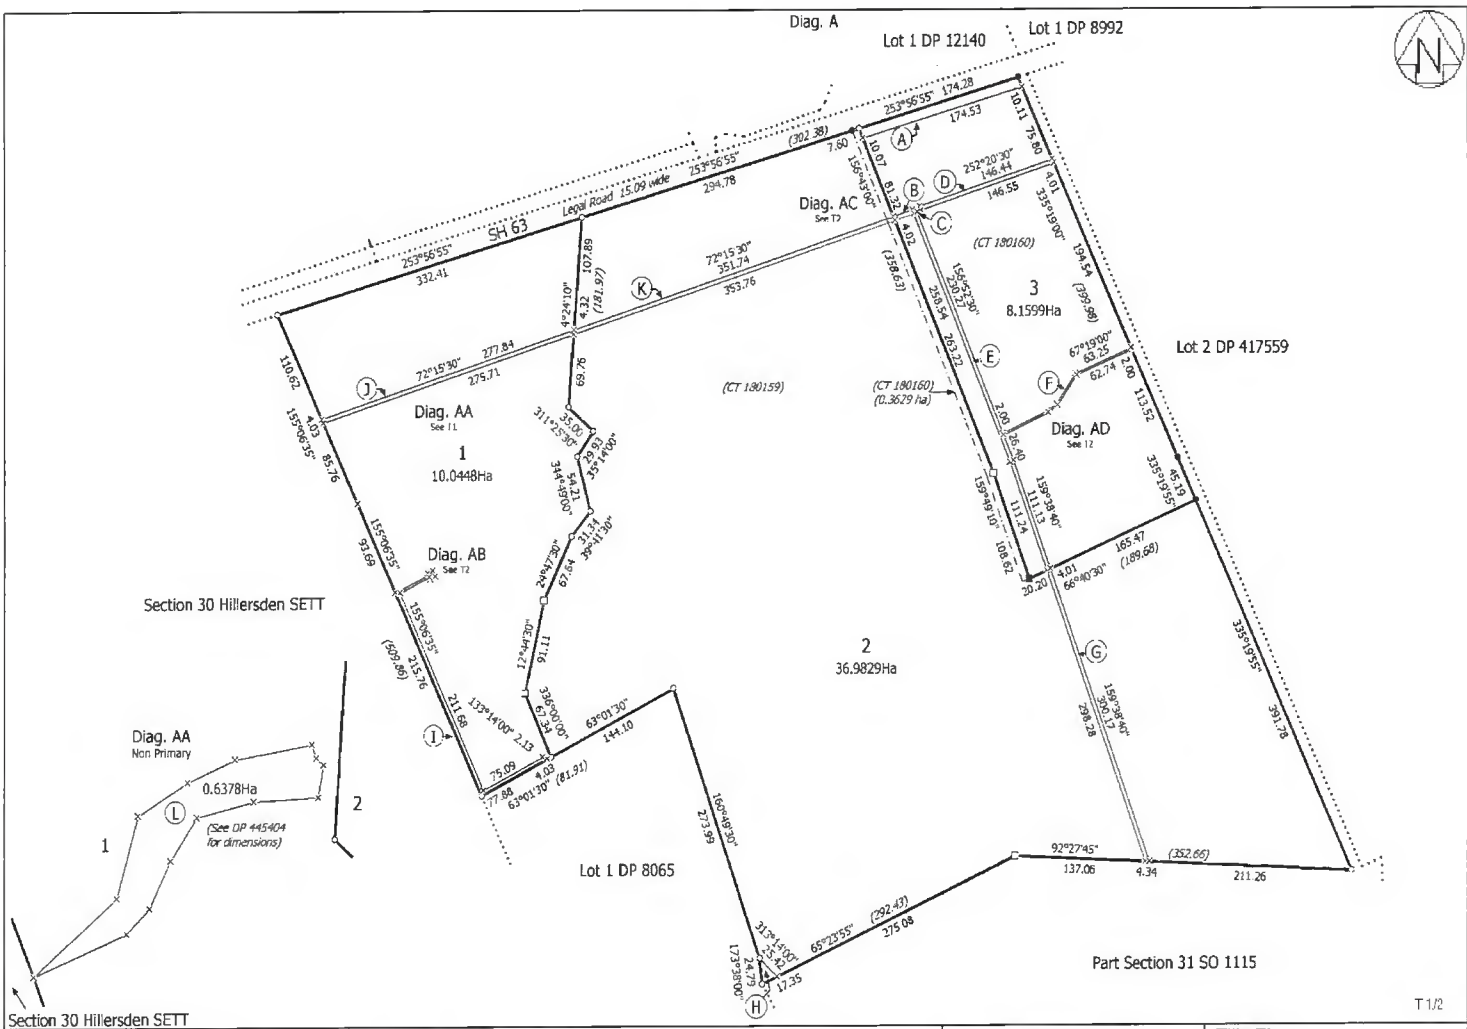 Diag. A
Lot 1 DP 12140
Lot 1 DP 8992
N
253°56'55" 174.28
174.53
A
10.11
75.80
(302.38)
7.60
253°56'55"
294.78
Legal Road 15.09 wide
SH 63
253°56'55"
332.41
10.07
156°43'00"
81.32
B
C
D
252°20'30"
146.44
146.55
4.01
335°19'00"
194.54
(399.98)
Diag. AC
See T2
4.02
(358.63)
(CT 180160)
3
8.1599Ha
107.89
(181.97)
4.32
4°24'10"
K
72°15'30"
351.74
353.76
156°52'30"
230.27
258.54
263.22
E
67°19'00"
63.25
62.74
F
2.00
113.52
Lot 2 DP 417559
110.62
J
72°15'30"
277.84
275.71
69.76
(CT 180159)
(CT 180160)
(0.3629 ha)
Diag. AA
See T1
4.03
155°06'35"
85.76
1
10.0448Ha
35.00
311°25'30"
29.93
35°14'00"
54.21
344°49'00"
31.34
39°41'30"
2.00
26.40
Diag. AD
See T2
45.19
335°19'55"
159°49'10"
111.24
108.62
159°38'40"
111.13
165.47
(189.68)
20.20
4.01
66°40'30"
155°06'35"
93.69
Diag. AB
See T2
24°47'30"
67.64
Section 30 Hillersden SETT
155°06'35"
(509.86)
215.76
211.68
12°44'30"
91.11
2
36.9829Ha
G
335°19'55"
391.78
336°00'00"
67.34
133°14'00" 2.13
63°01'30"
144.10
159°38'40"
300.17
298.28
I
75.09
4.03
77.88
63°01'30"
(81.91)
Diag. AA
Non Primary
0.6378Ha
L
(See DP 445404
for dimensions)
1
2
160°49'30"
273.99
Lot 1 DP 8065
92°27'45"
137.06
4.34
(352.66)
211.26
65°23'55"
(292.43)
275.08
313°14'00"
25.42
24.79
173°38'00"
17.35
H
Part Section 31 SO 1115
T 1/2
Section 30 Hillersden SETT